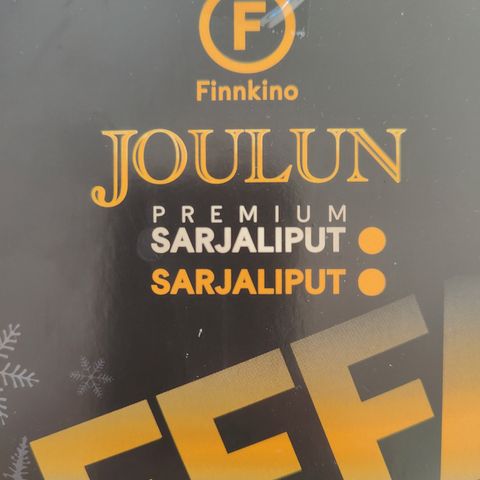 F
Finnkino
JOULUN
PREMIUM
SARJALIPUT
SARJALIPUT